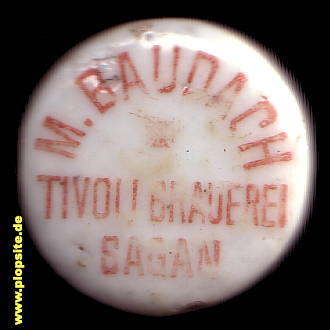 M. BAUDACH
TIVOLI BRAUEREI
SAGAN
www.plopsite.de